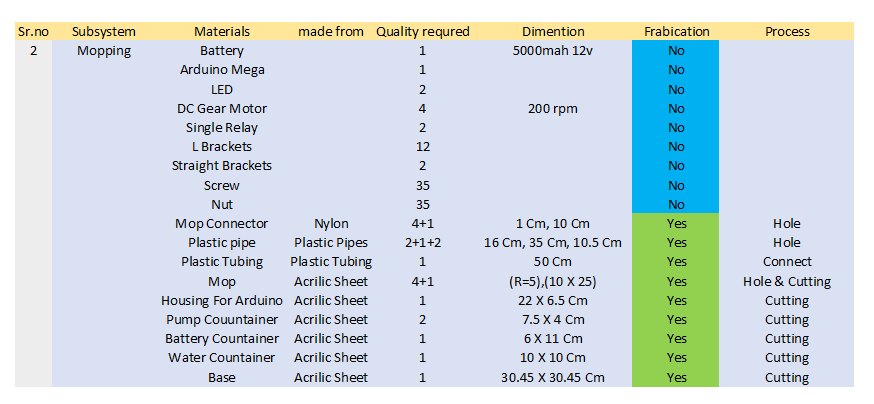 Sr.no Subsystem Materials made from Quality requred Dimention Frabication Process
2 Mopping Battery 1 5000mah 12v No
Arduino Mega 1 No
LED 2 No
DC Gear Motor 4 200 rpm No
Single Relay 2 No
L Brackets 12 No
Straight Brackets 2 No
Screw 35 No
Nut 35 No
Mop Connector Nylon 4+1 1 Cm, 10 Cm Yes Hole
Plastic pipe Plastic Pipes 2+1+2 16 Cm, 35 Cm, 10.5 Cm Yes Hole
Plastic Tubing Plastic Tubing 1 50 Cm Yes Connect
Mop Acrilic Sheet 4+1 (R=5),(10 X 25) Yes Hole & Cutting
Housing For Arduino Acrilic Sheet 1 22 X 6.5 Cm Yes Cutting
Pump Couuntainer Acrilic Sheet 2 7.5 X 4 Cm Yes Cutting
Battery Countainer Acrilic Sheet 1 6 X 11 Cm Yes Cutting
Water Countainer Acrilic Sheet 1 10 X 10 Cm Yes Cutting
Base Acrilic Sheet 1 30.45 X 30.45 Cm Yes Cutting